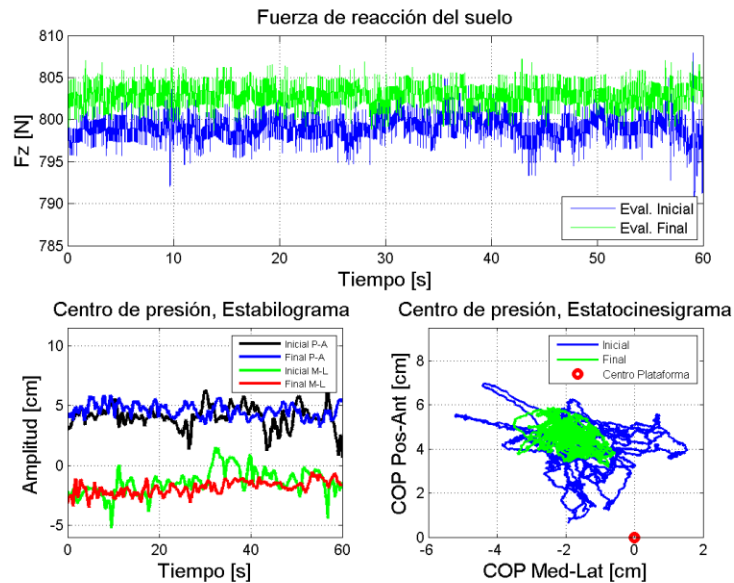 Fuerza de reacción del suelo
810
805
800
795
790
785
Fz [N]
0 10 20 30 40 50 60
Tiempo [s]
Eval. Inicial
Eval. Final
Centro de presión, Estabilograma
10
5
0
-5
Amplitud [cm]
0 20 40 60
Tiempo [s]
Inicial P-A
Final P-A
Inicial M-L
Final M-L
Centro de presión, Estatocinesigrama
8
6
4
2
0
COP Pos-Ant [cm]
-6 -4 -2 0 2
COP Med-Lat [cm]
Inicial
Final
Centro Plataforma